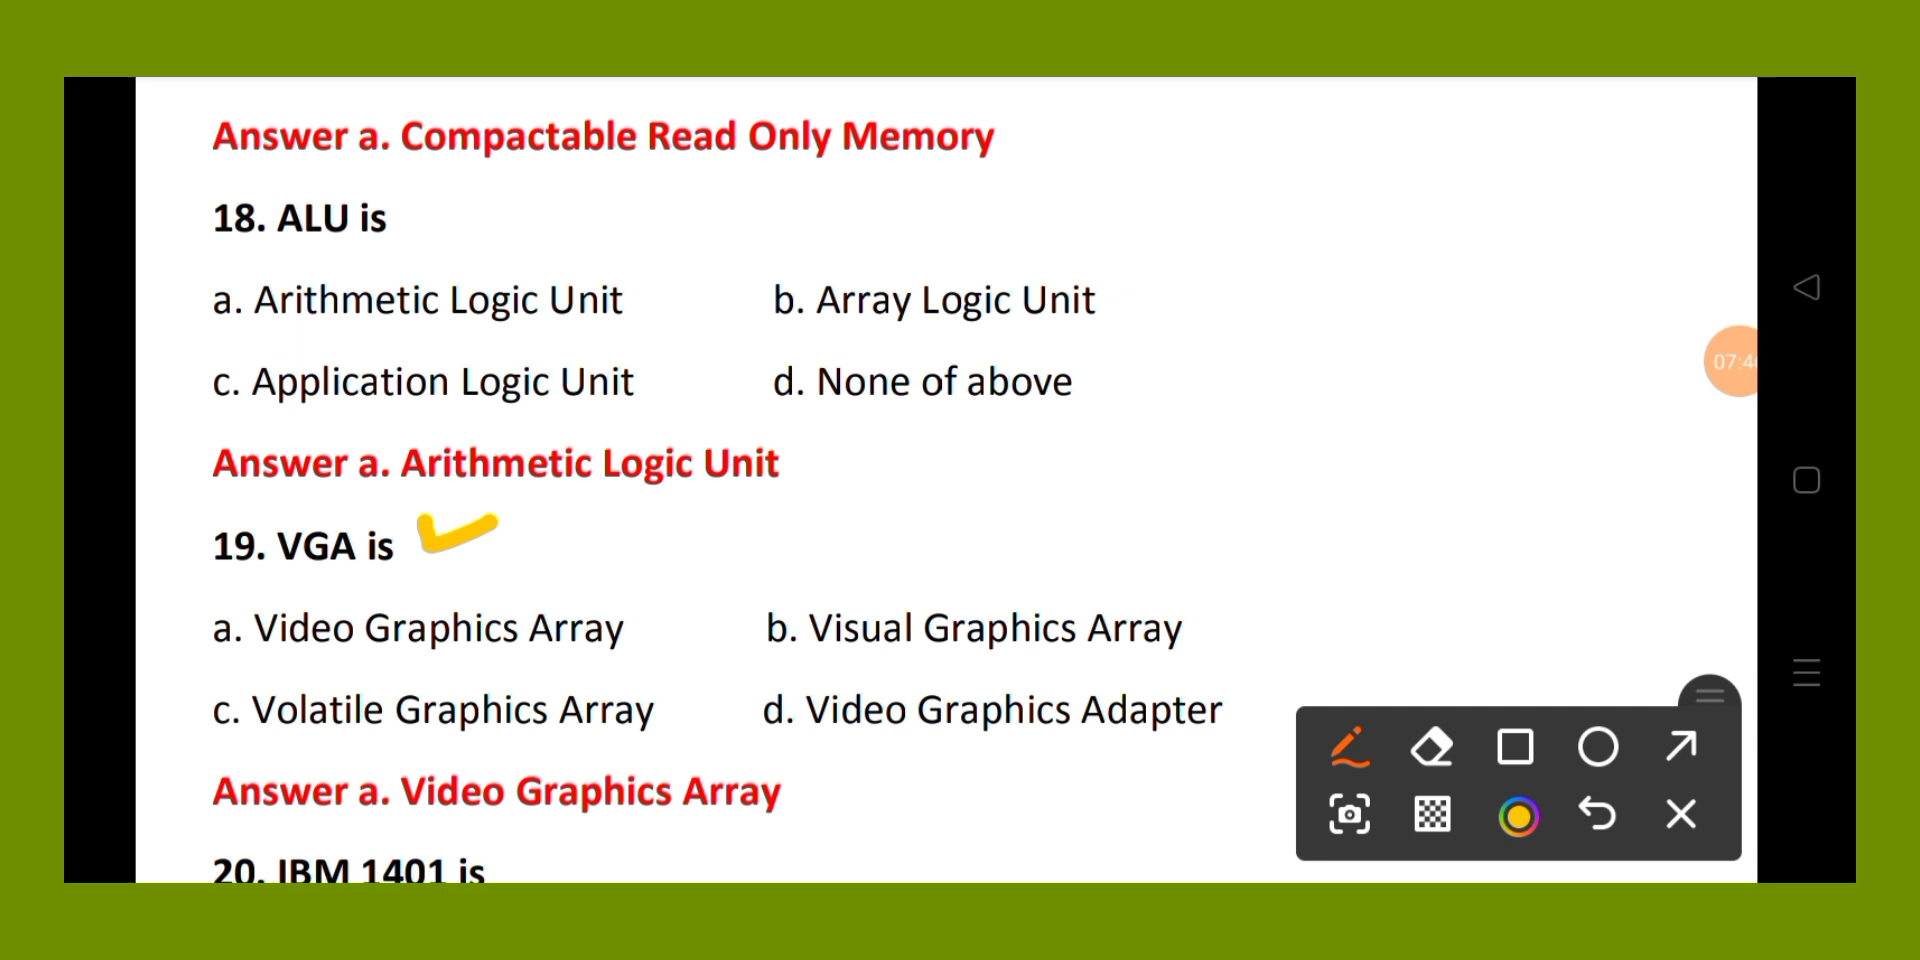 Answer a. Compactable Read Only Memory
18. ALU is
a. Arithmetic Logic Unit b. Array Logic Unit
c. Application Logic Unit d. None of above
Answer a. Arithmetic Logic Unit
19. VGA is
a. Video Graphics Array b. Visual Graphics Array
c. Volatile Graphics Array d. Video Graphics Adapter
Answer a. Video Graphics Array
20. IBM 1401 is